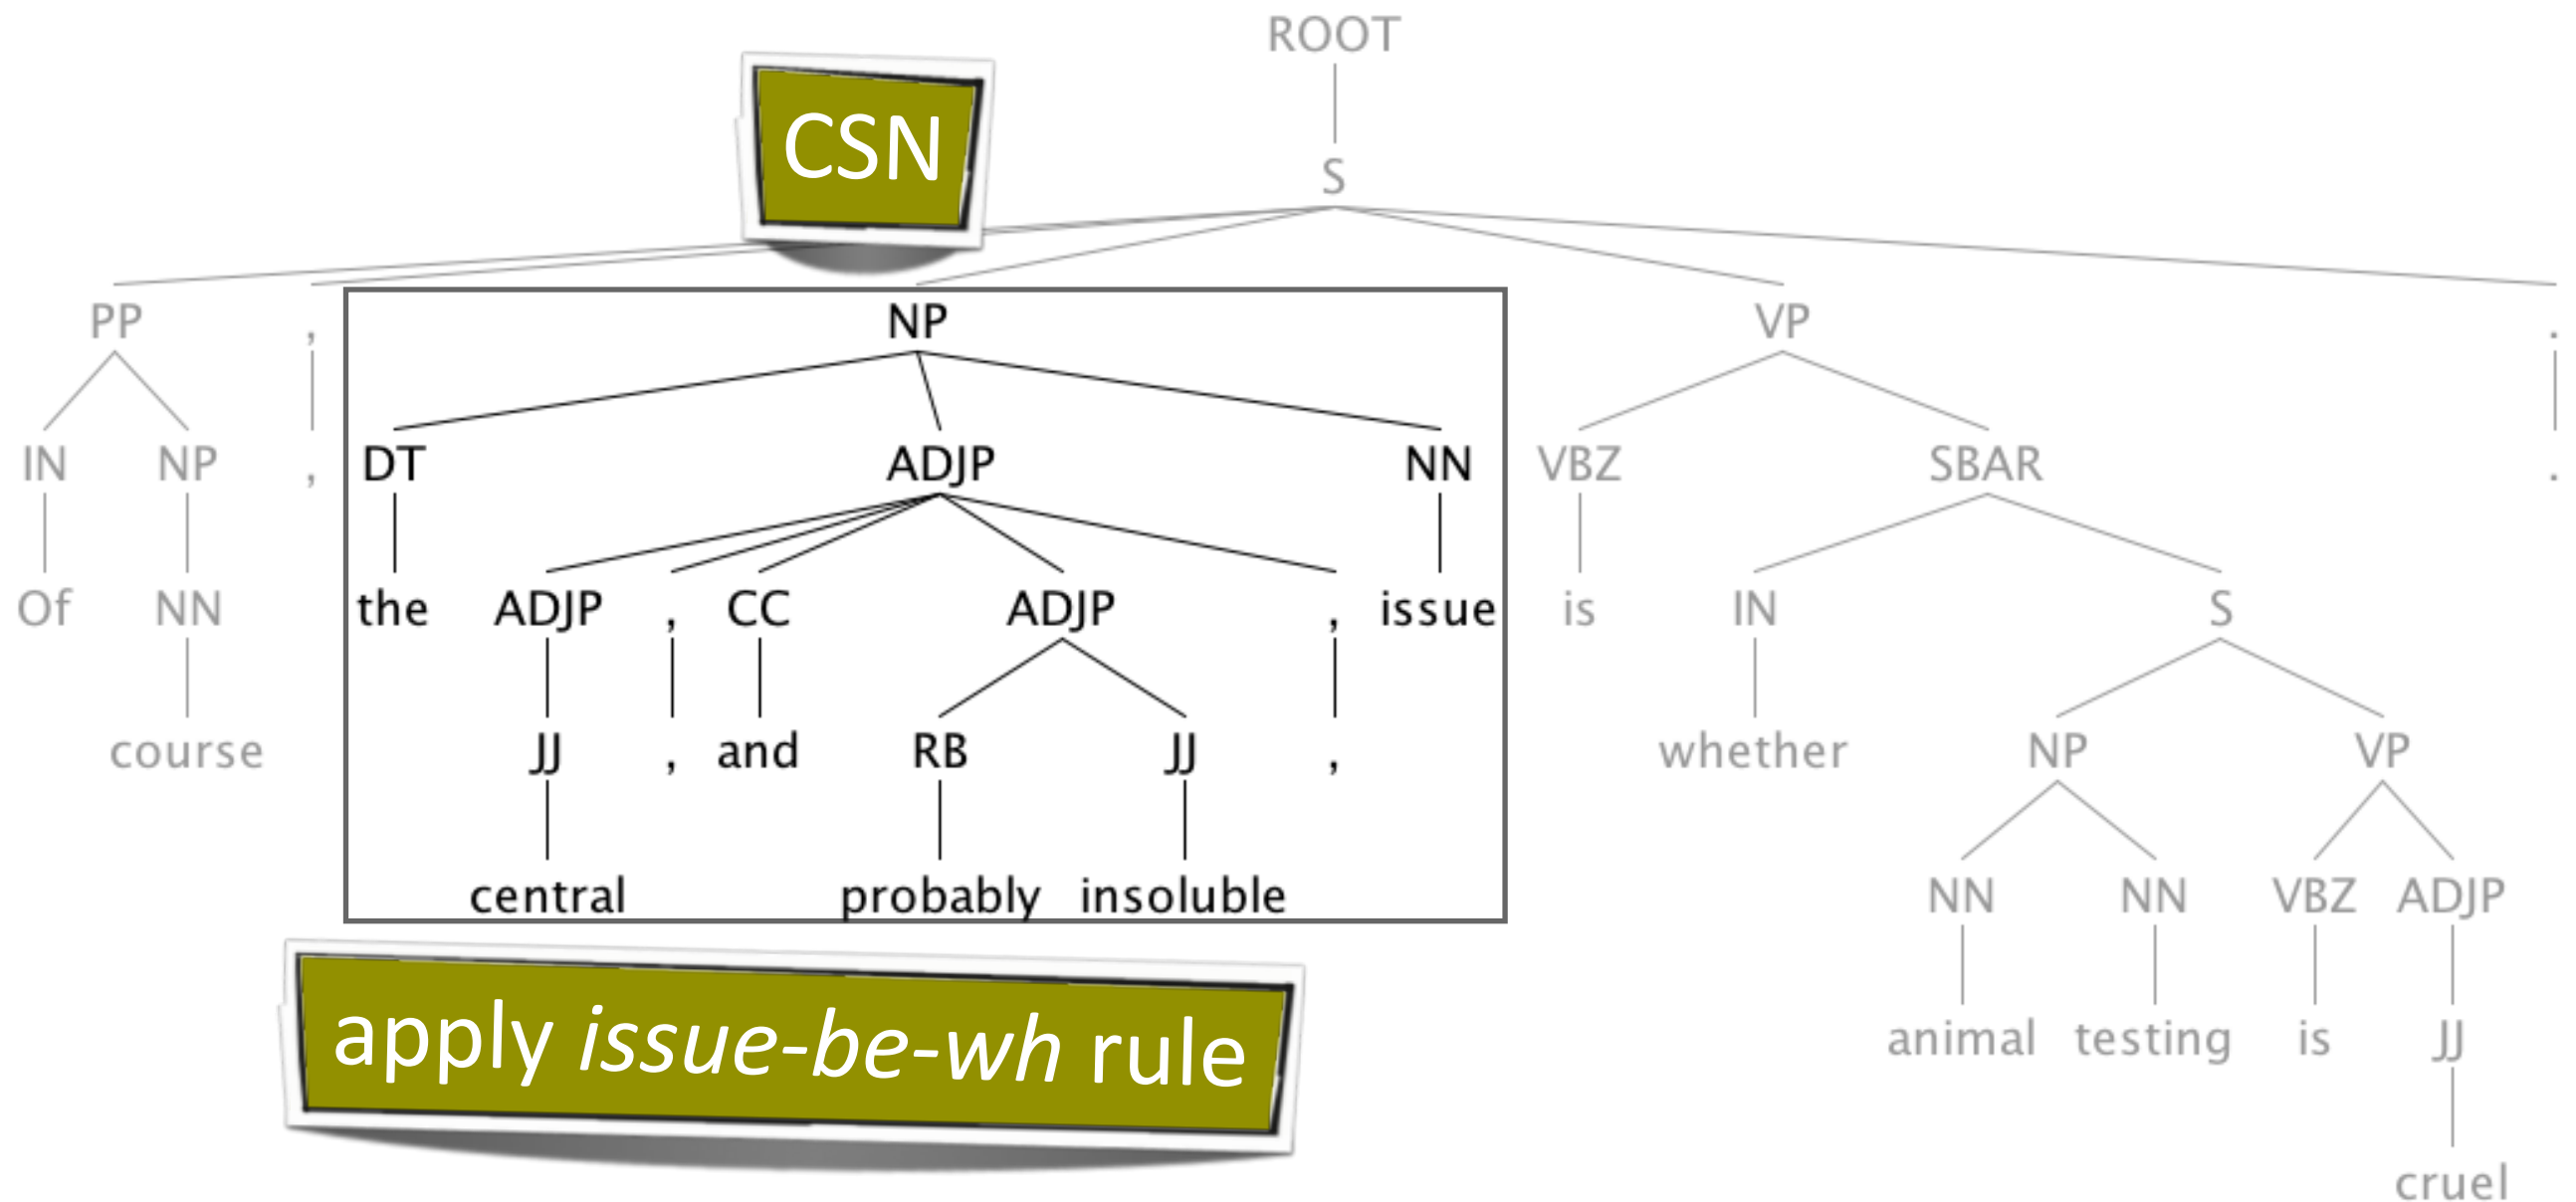 ROOT
CSN
S
PP , NP VP .
IN NP , DT ADJP NN VBZ SBAR .
Of NN the ADJP , CC ADJP , issue is IN S
course JJ , and RB JJ , whether NP VP
central probably insoluble NN NN VBZ ADJP
apply issue-be-wh rule
animal testing is JJ
cruel